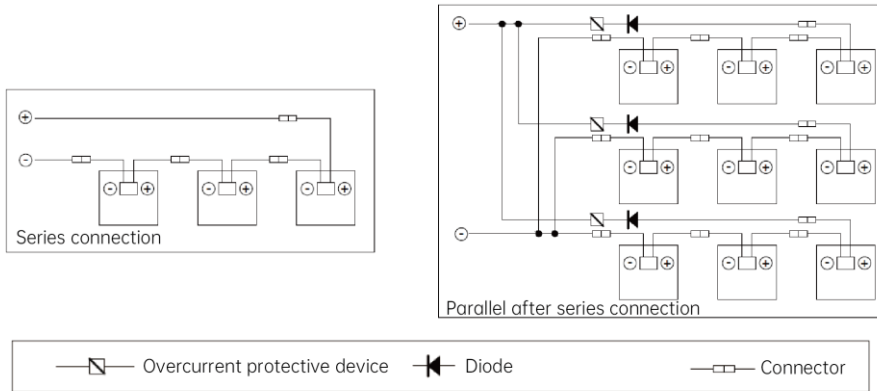 Series connection
Parallel after series connection
Overcurrent protective device
Diode
Connector